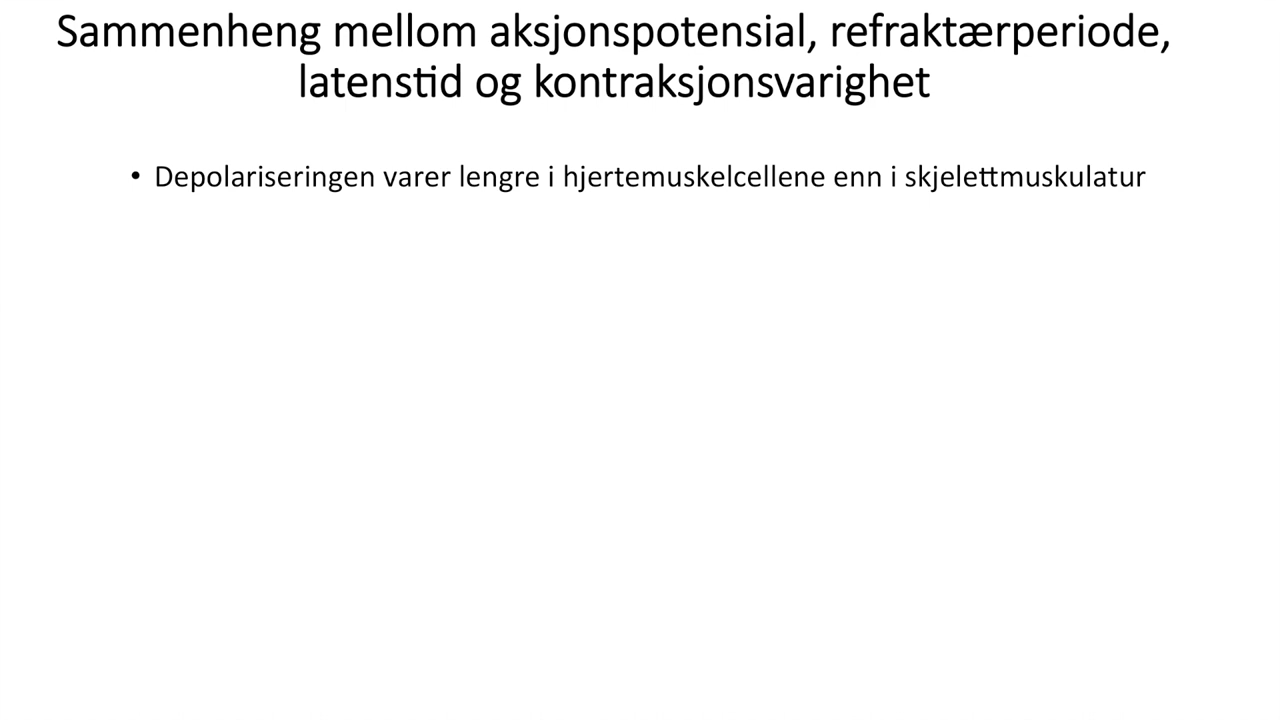 Sammenheng mellom aksjonspotensial, refraktærperiode,
latenstid og kontraksjonsvarighet
• Depolariseringen varer lengre i hjertemuskelcellene enn i skjelettmuskulatur